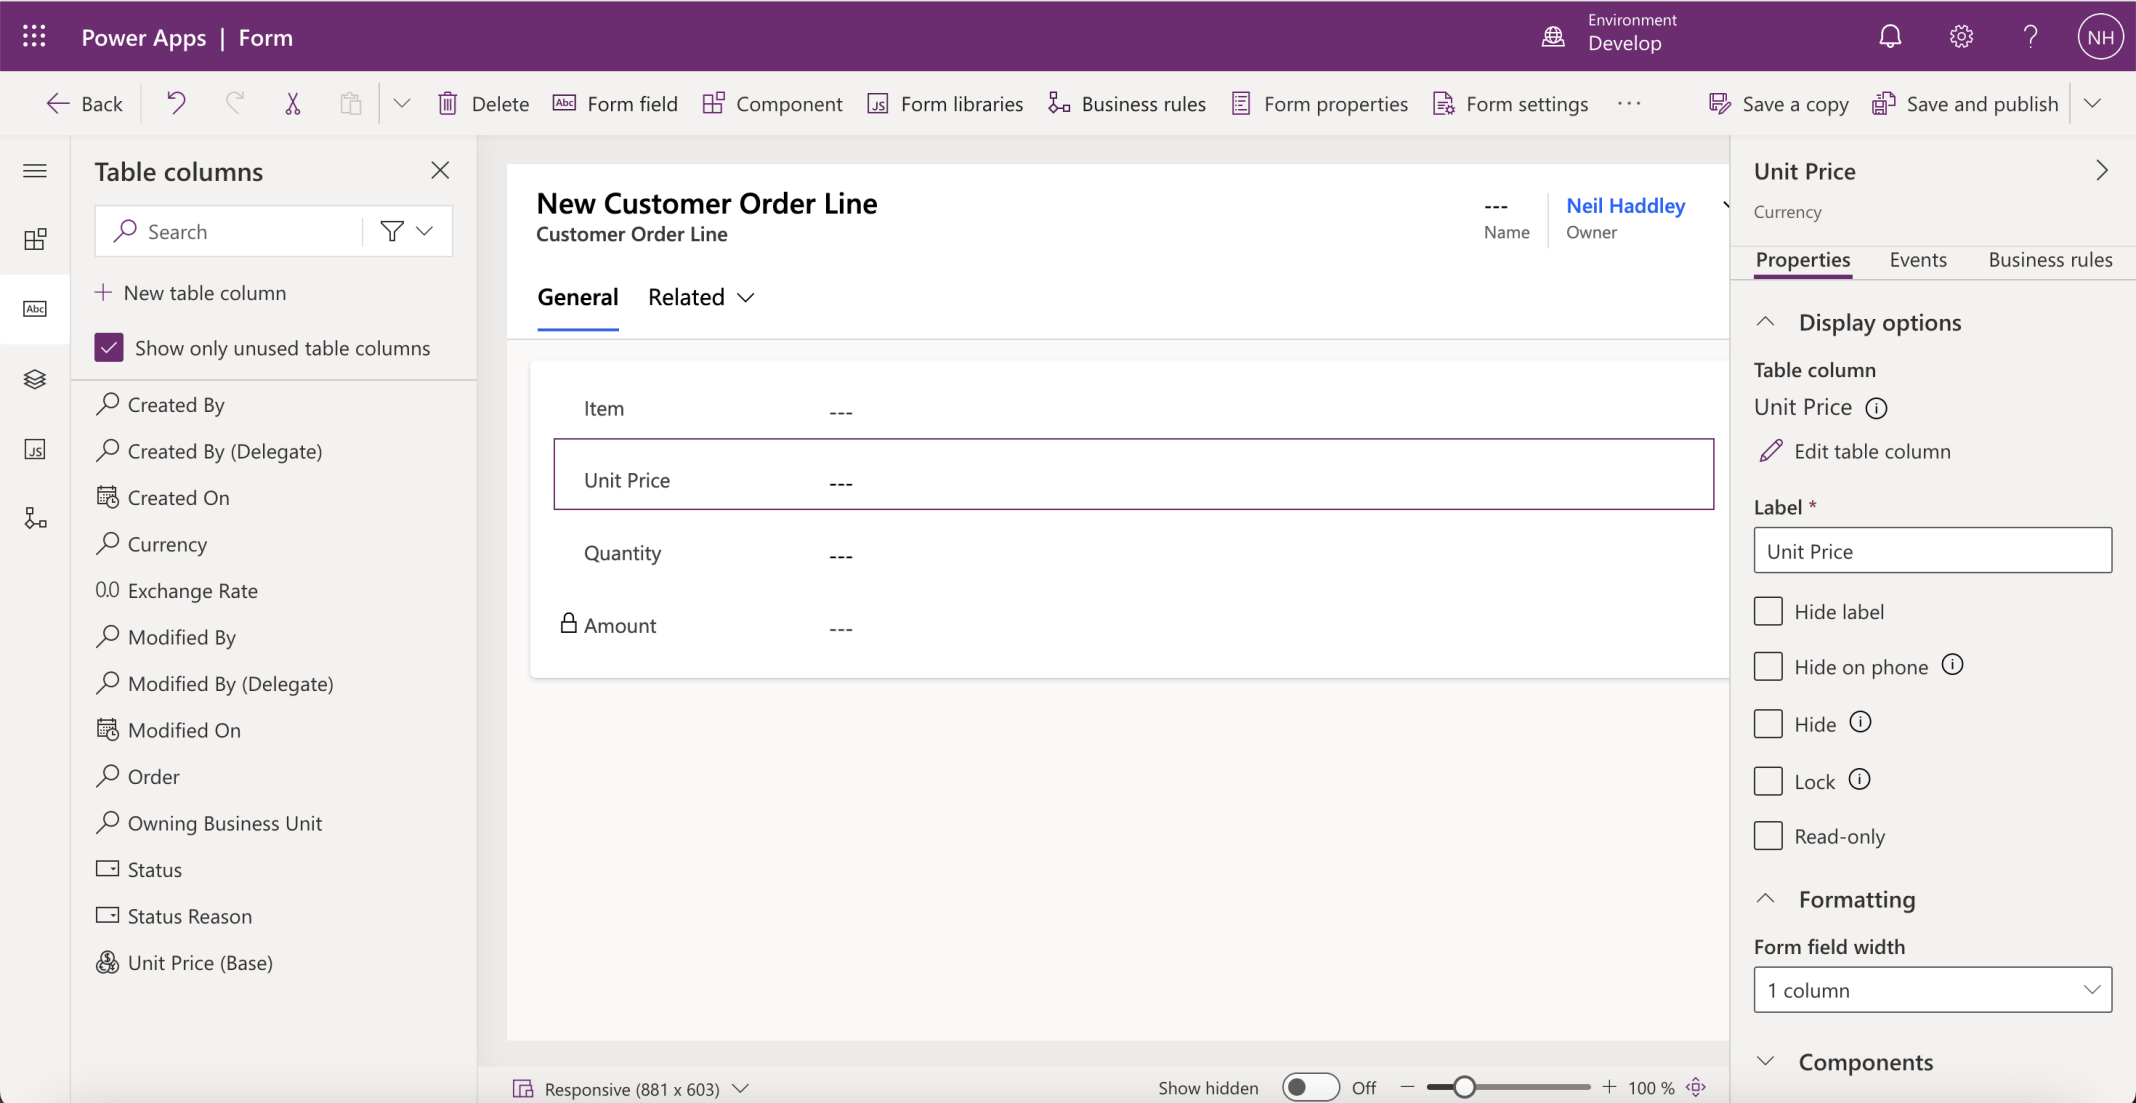 Power Apps | Form
Environment
Develop
NH
Back
Delete
Abc Form field
Component
JS Form libraries
Business rules
Form properties
Form settings
Save a copy
Save and publish
Table columns
Search
New table column
Abc
Show only unused table columns
JS
Created By
Created By (Delegate)
Created On
Currency
0.0 Exchange Rate
Modified By
Modified By (Delegate)
Modified On
Order
Owning Business Unit
Status
Status Reason
Unit Price (Base)
New Customer Order Line
Customer Order Line
---
Name
Neil Haddley
Owner
General Related
Item ---
Unit Price ---
Quantity ---
Amount ---
Responsive (881 x 603)
Show hidden Off 100 %
Unit Price
Currency
Properties Events Business rules
Display options
Table column
Unit Price
Edit table column
Label *
Unit Price
Hide label
Hide on phone
Hide
Lock
Read-only
Formatting
Form field width
1 column
Components